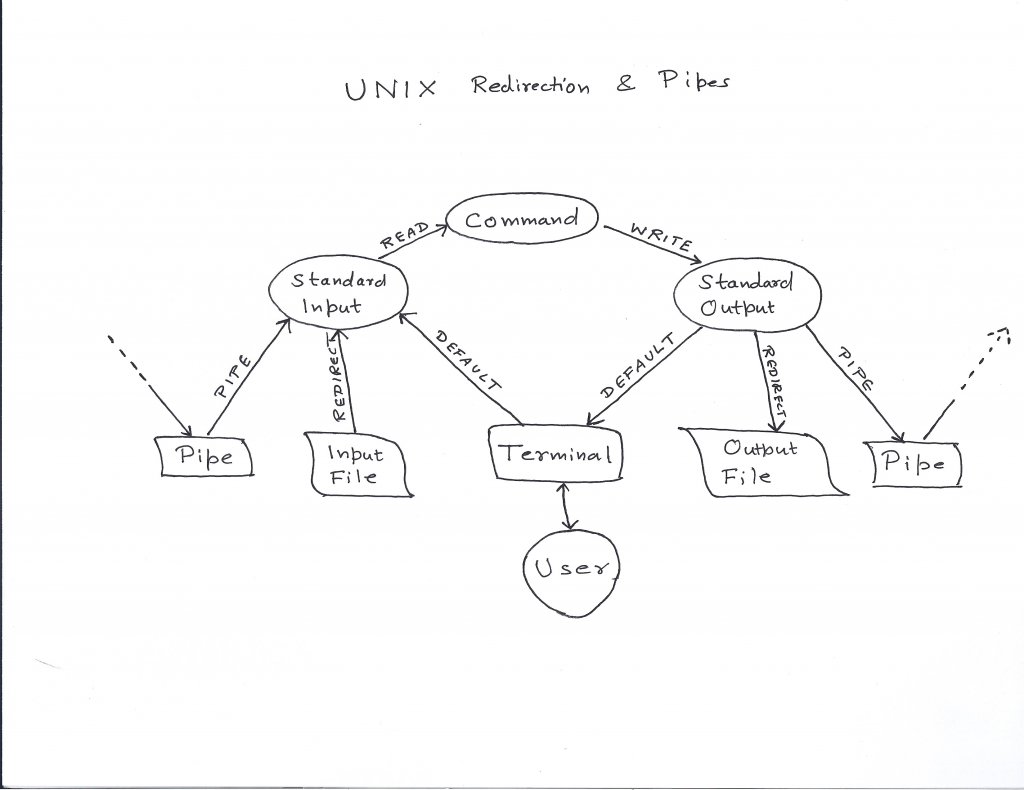 UNIX Redirection & Pipes
Command
READ
WRITE
Standard
Input
Standard
Output
PIPE
REDIRECT
DEFAULT
DEFAULT
REDIRECT
PIPE
Pipe
Input
File
Terminal
Output
File
Pipe
User